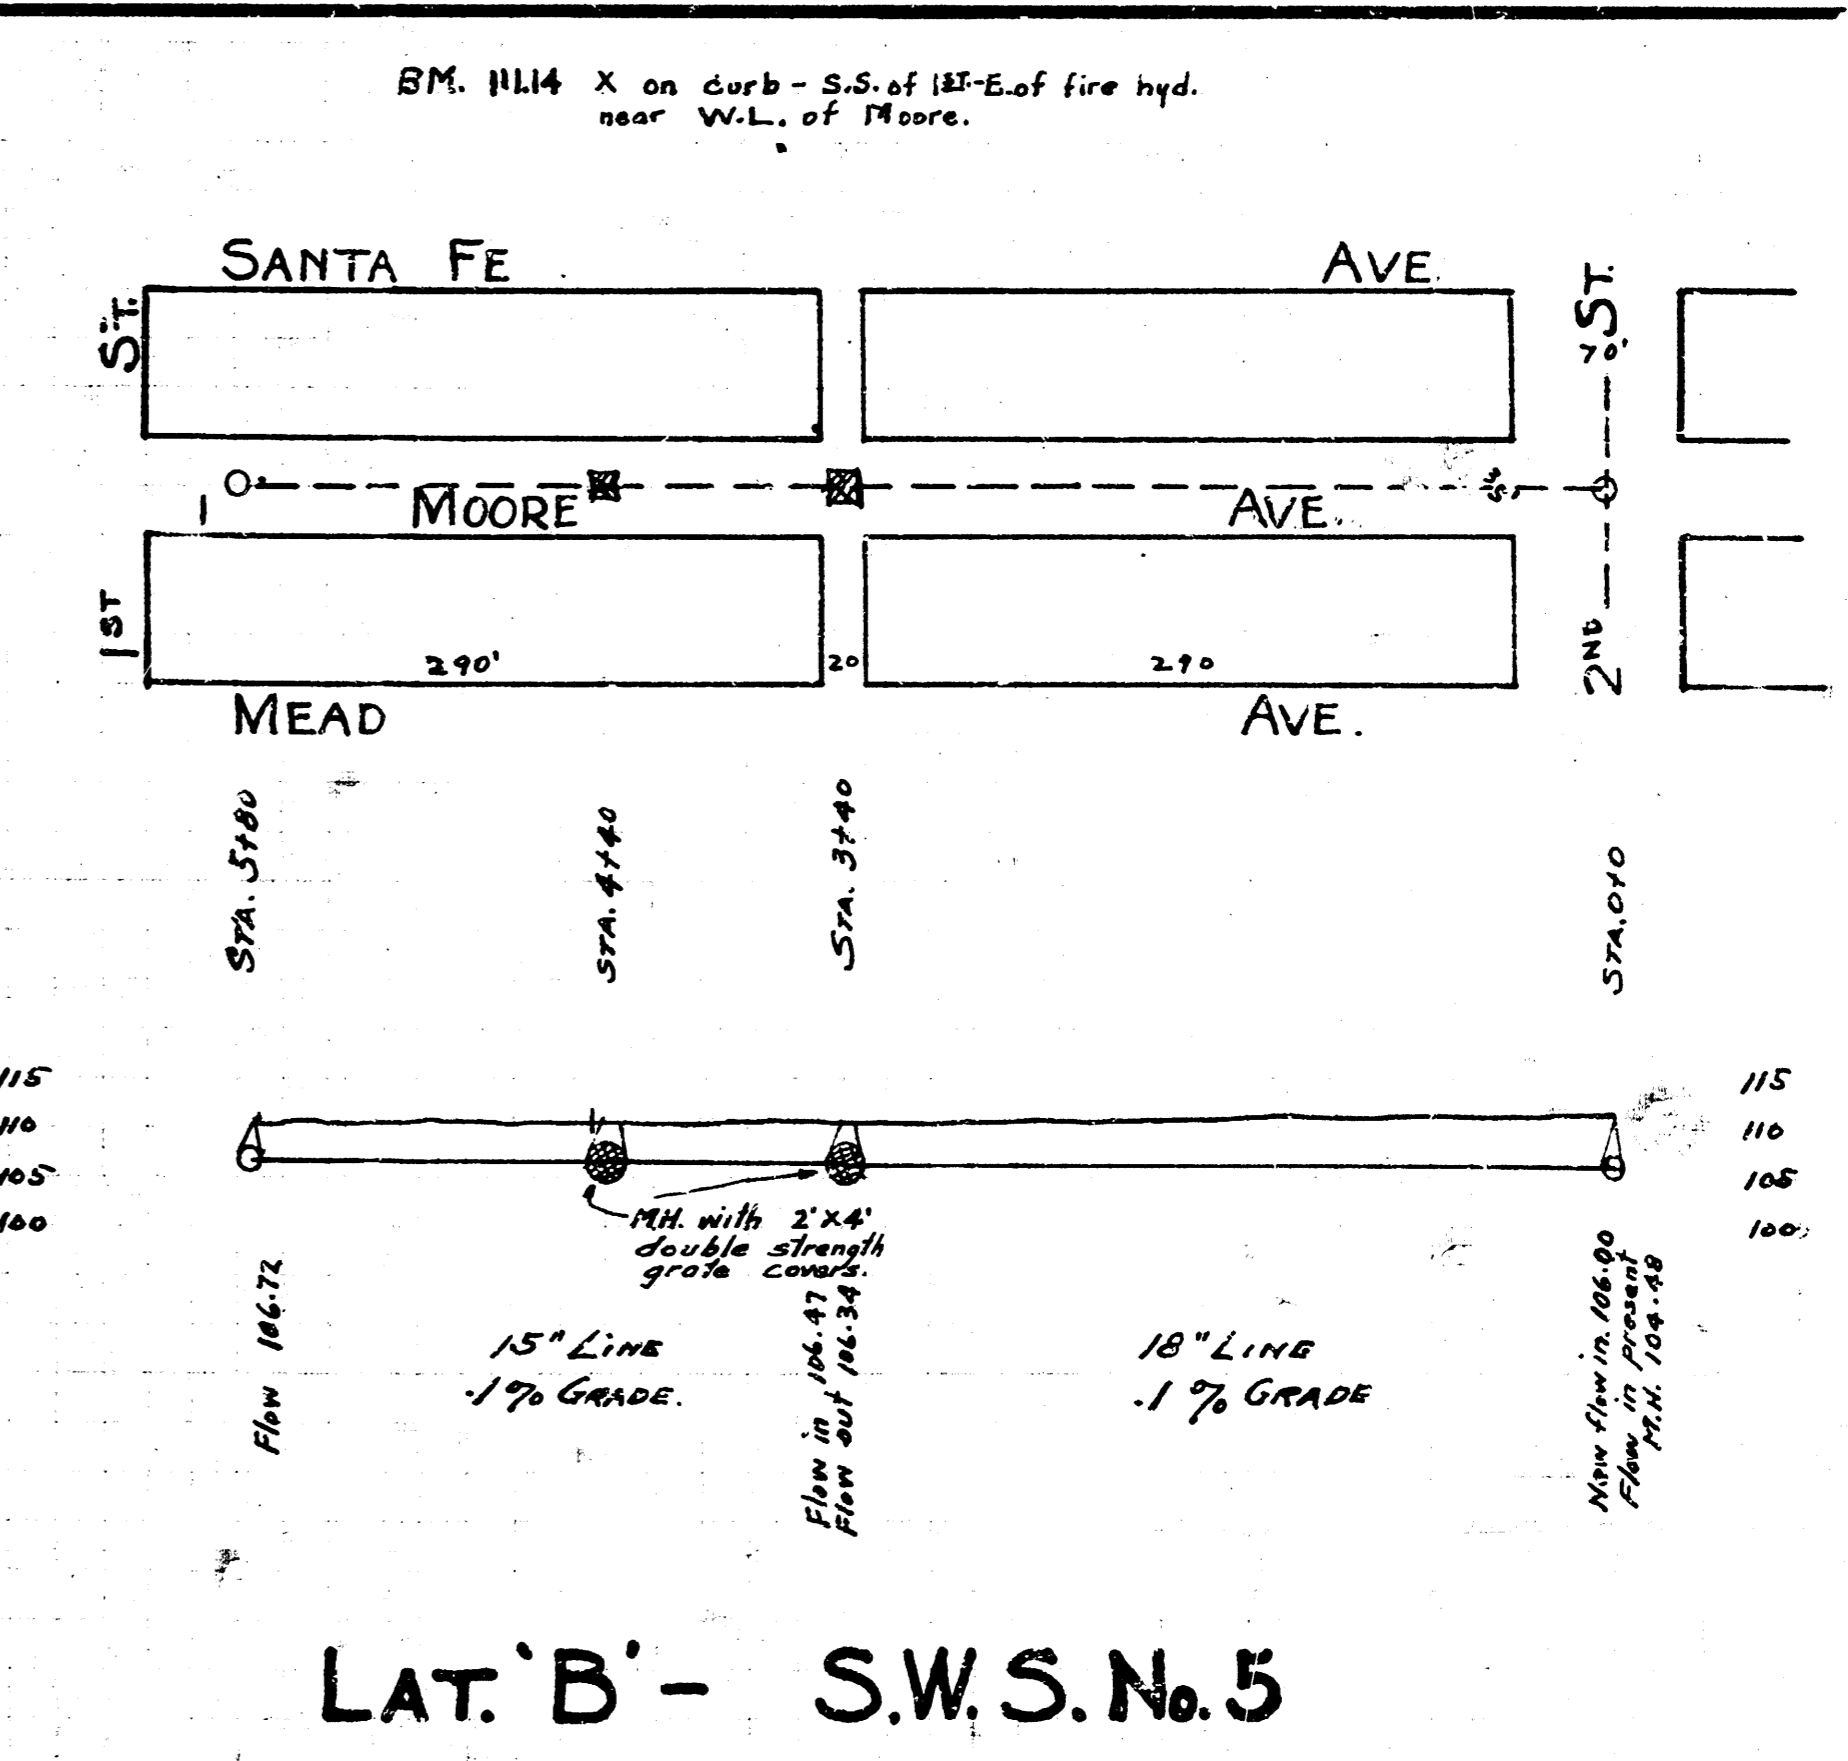 BM. 111.14 X on curb - S.S. of 1ST.-E. of fire hyd.
near W.L. of Moore.
SANTA FE AVE.
ST.
2ND ST.
70'
MOORE AVE.
1ST
290'
20
290
MEAD AVE.
STA. 5+80
STA. 4+40
STA. 3+40
STA. 0+0
115
110
105
100
115
110
105
100
M.H. with 2'X4'
double strength
grate covers.
Flow 106.72
15" LINE
.1% GRADE.
Flow in 106.47
Flow out 106.34
18" LINE
.1% GRADE
New flow in. 106.00
Flow in present
M.H. 104.48
LAT. 'B' - S.W.S. No. 5